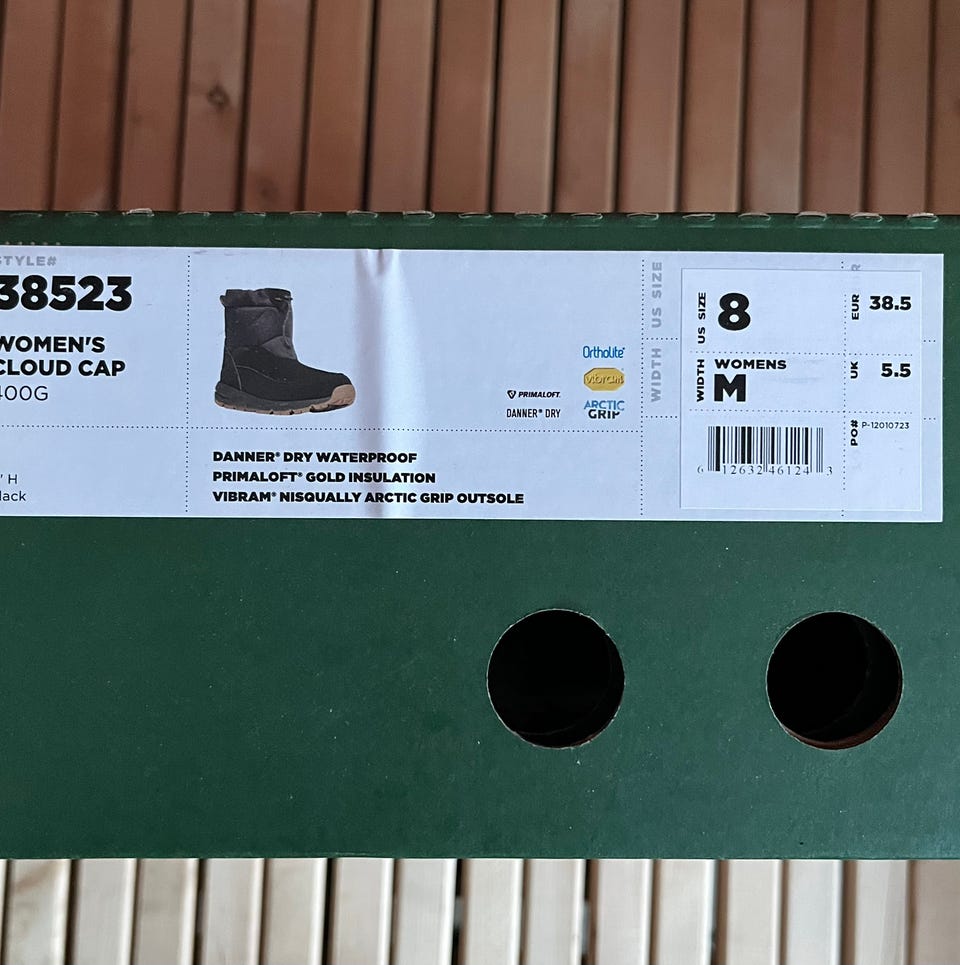 STYLE#
38523
WOMEN'S
CLOUD CAP
400G
" H
lack
Ortholite®
vibram
PRIMALOFT.
DANNER® DRY
ARCTIC
GRIP
DANNER® DRY WATERPROOF
PRIMALOFT® GOLD INSULATION
VIBRAM® NISQUALLY ARCTIC GRIP OUTSOLE
US SIZE
WIDTH
R
US SIZE
8
EUR
38.5
WIDTH
WOMENS
M
UK
5.5
PO#
P-12010723
6 12632 46124 3